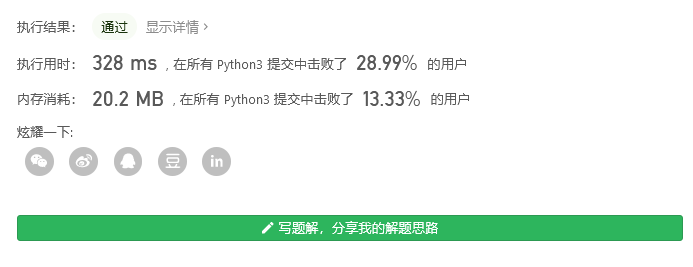 执行结果： 通过 显示详情 ›
执行用时： 328 ms , 在所有 Python3 提交中击败了 28.99% 的用户
内存消耗： 20.2 MB , 在所有 Python3 提交中击败了 13.33% 的用户
炫耀一下:
豆 in
写题解，分享我的解题思路